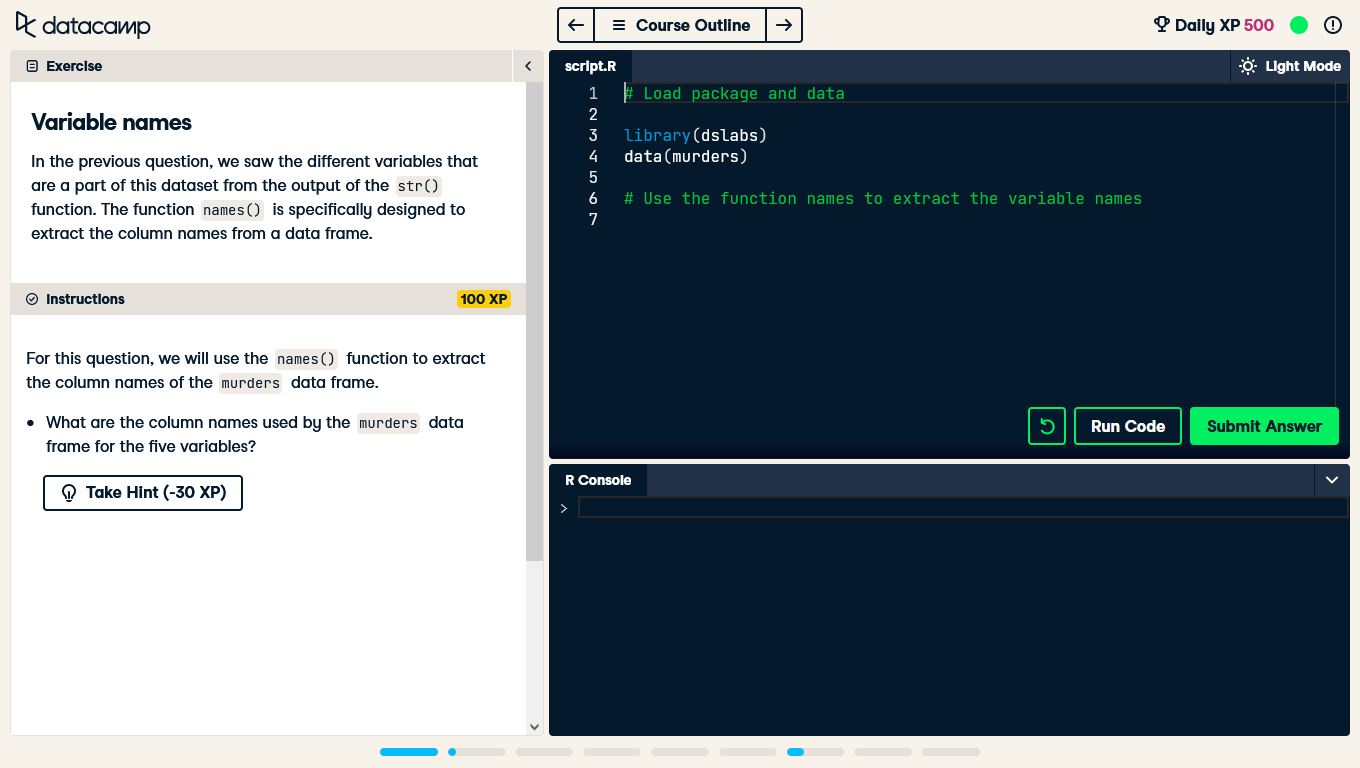 datacamp
Course Outline
Daily XP 500
Exercise
Variable names
In the previous question, we saw the different variables that
are a part of this dataset from the output of the str()
function. The function names() is specifically designed to
extract the column names from a data frame.
Instructions
100 XP
For this question, we will use the names() function to extract
the column names of the murders data frame.
What are the column names used by the murders data
frame for the five variables?
Take Hint (-30 XP)
script.R
Light Mode
1 # Load package and data
2
3 library(dslabs)
4 data(murders)
5
6 # Use the function names to extract the variable names
7
Run Code
Submit Answer
R Console
>